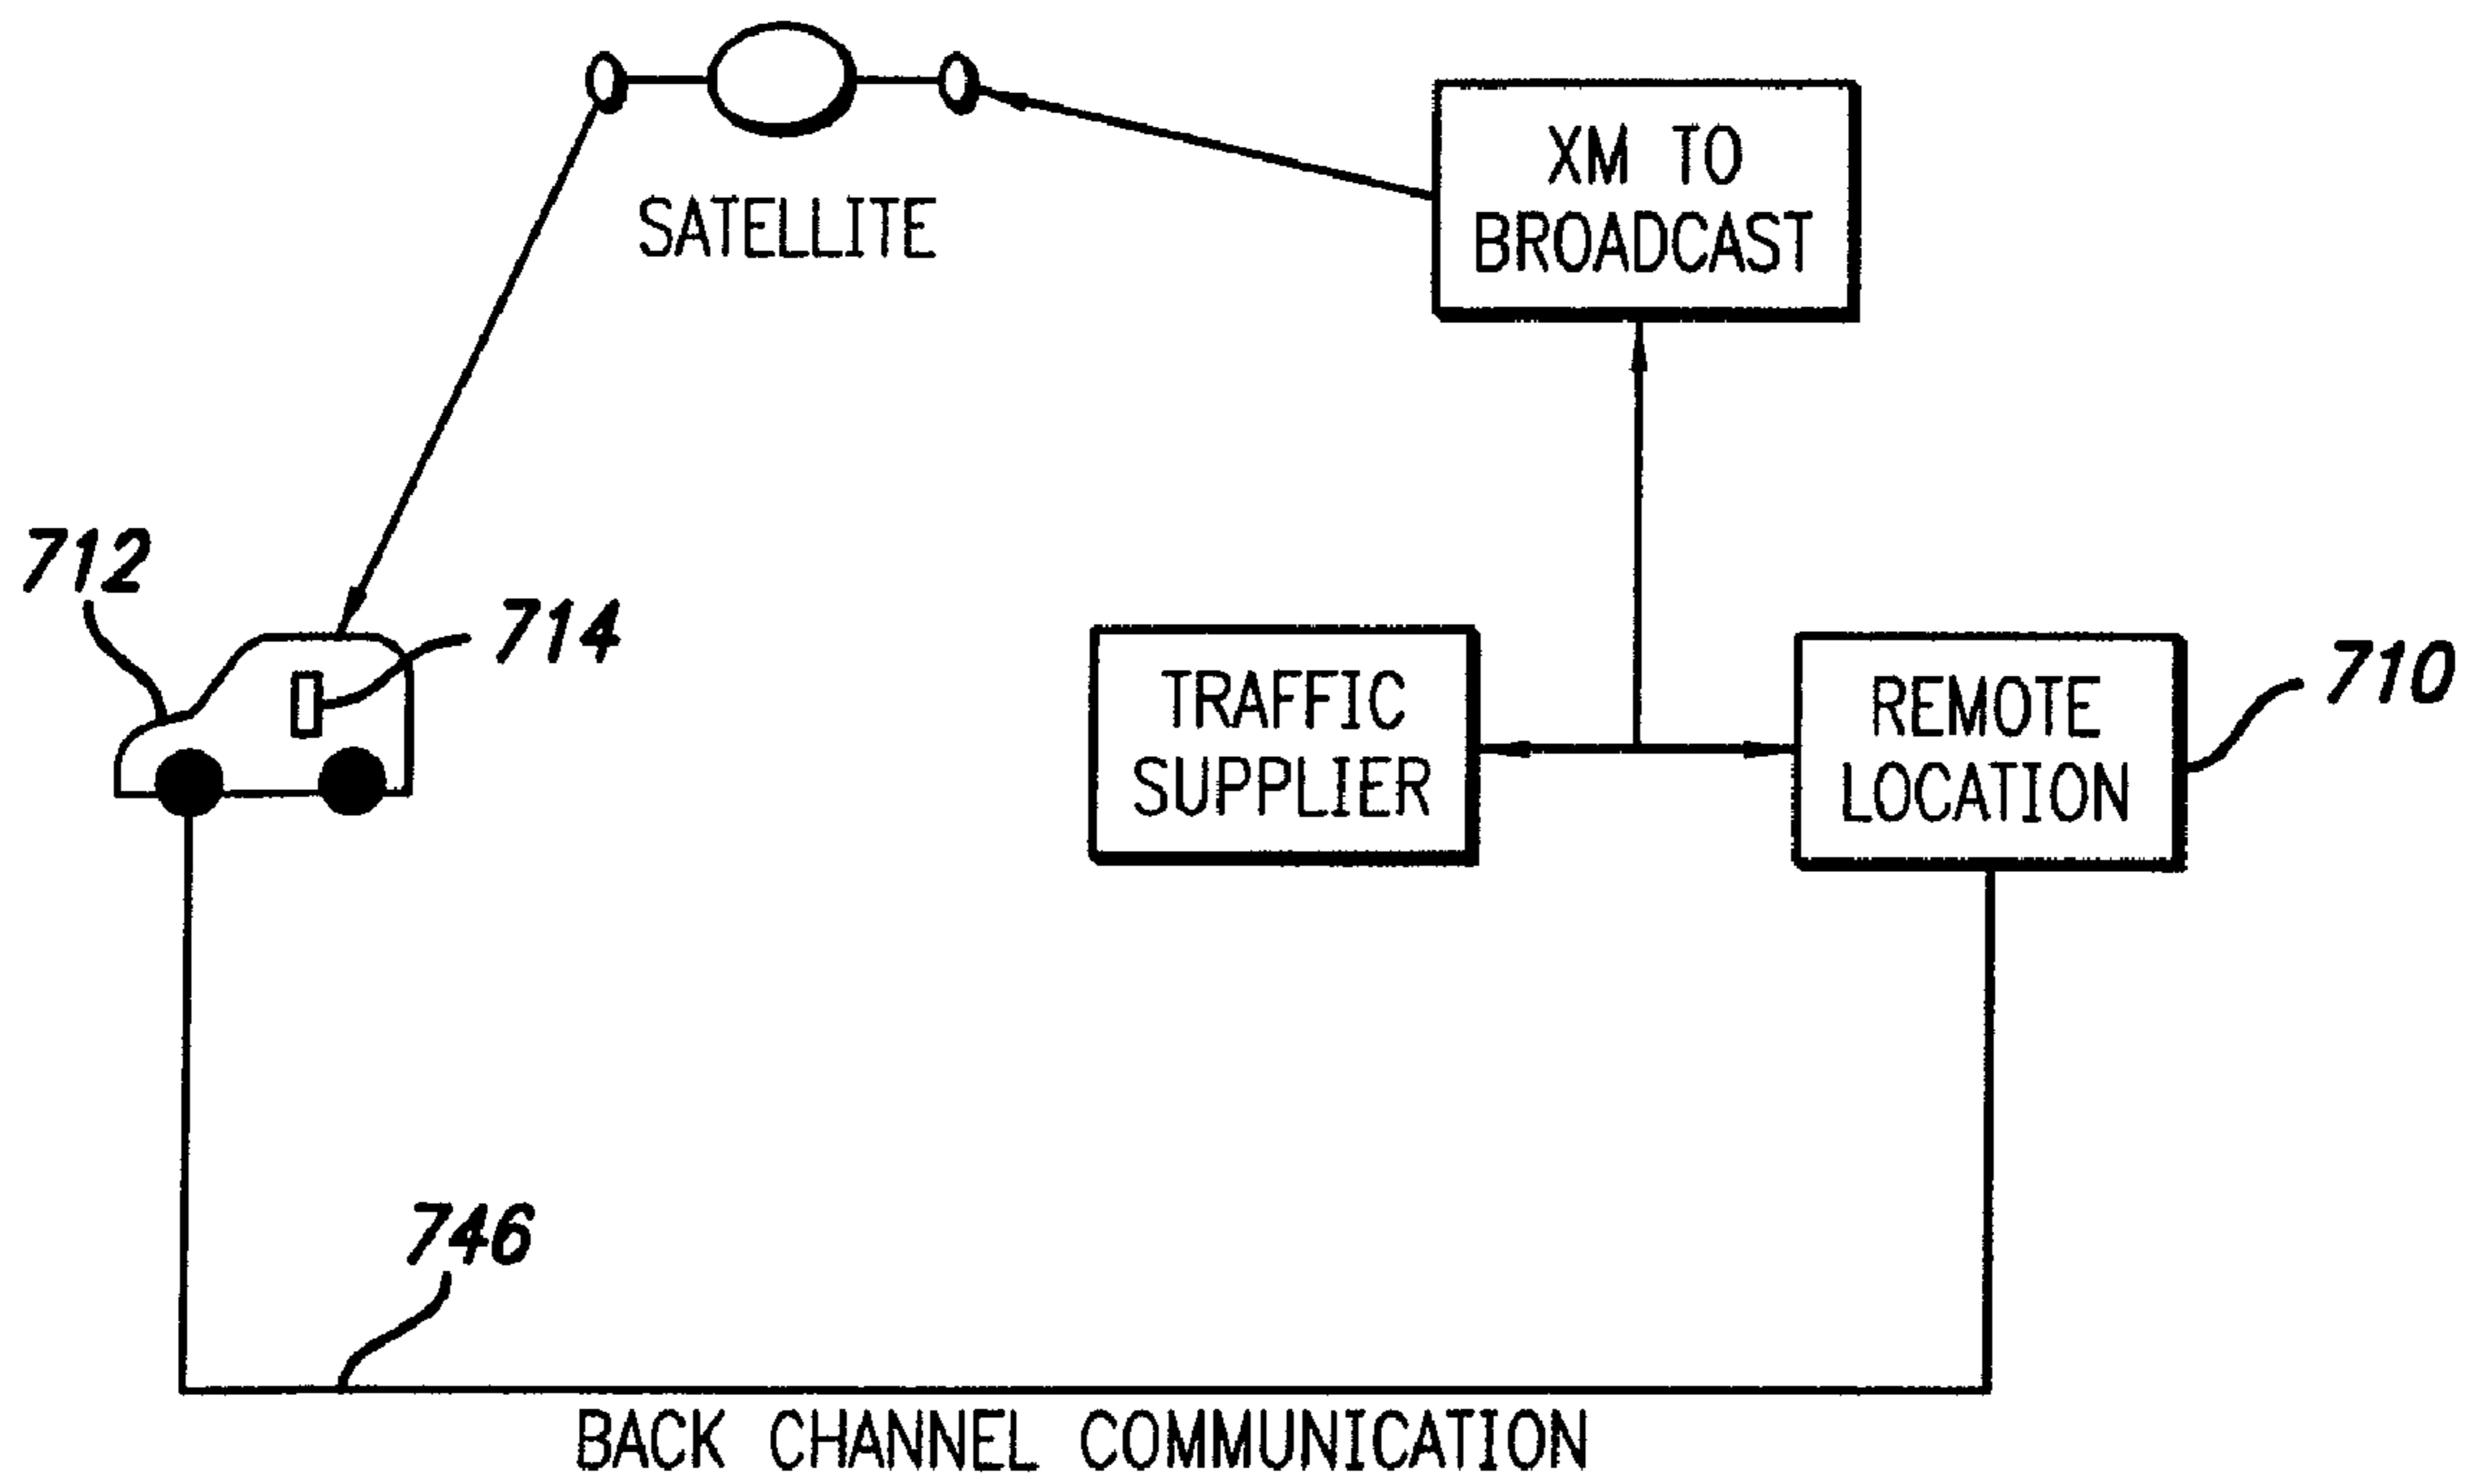 XM TO
BROADCAST
SATELLITE
712
714
TRAFFIC
SUPPLIER
REMOTE
LOCATION
710
746
BACK CHANNEL COMMUNICATION